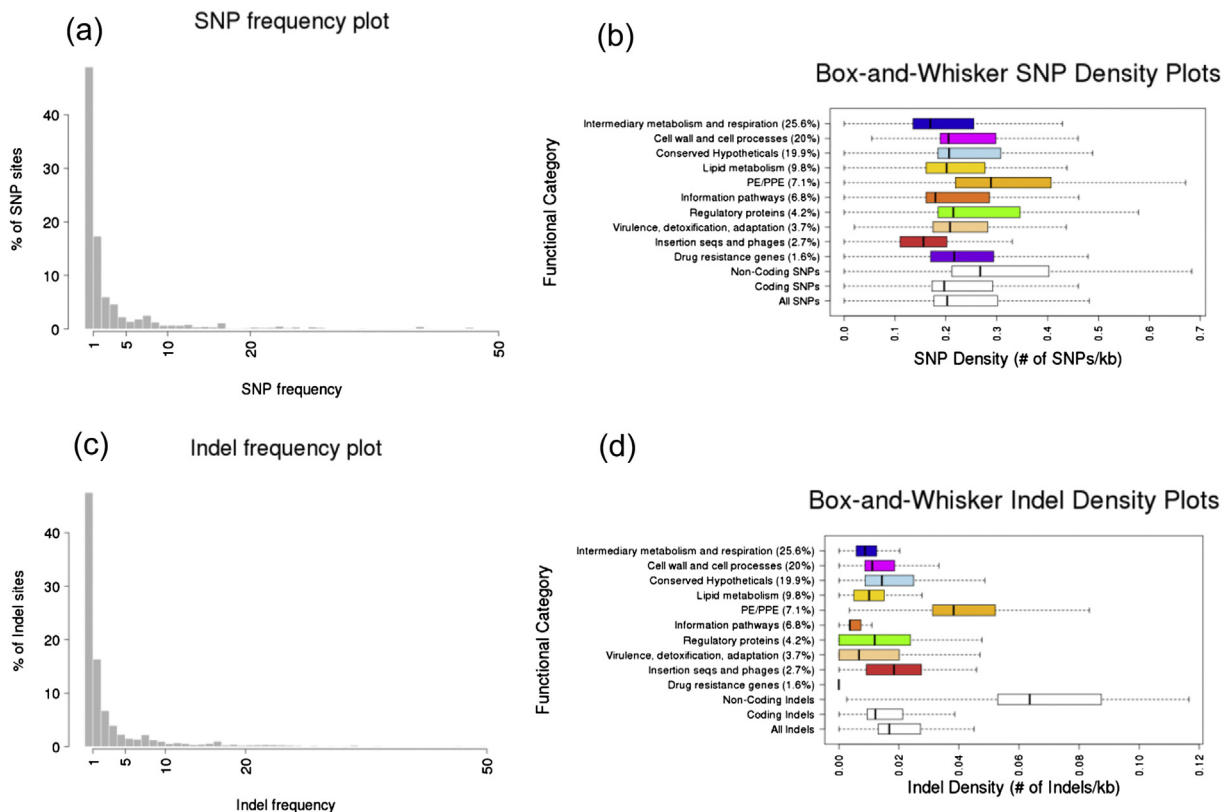 (a)
SNP frequency plot
% of SNP sites
40
30
20
10
0
1
5
10
20
50
SNP frequency
(b)
Box-and-Whisker SNP Density Plots
Functional Category
Intermediary metabolism and respiration (25.6%)
Cell wall and cell processes (20%)
Conserved Hypotheticals (19.9%)
Lipid metabolism (9.8%)
PE/PPE (7.1%)
Information pathways (6.8%)
Regulatory proteins (4.2%)
Virulence, detoxification, adaptation (3.7%)
Insertion seqs and phages (2.7%)
Drug resistance genes (1.6%)
Non-Coding SNPs
Coding SNPs
All SNPs
0.0
0.1
0.2
0.3
0.4
0.5
0.6
0.7
SNP Density (# of SNPs/kb)
(c)
Indel frequency plot
% of Indel sites
40
30
20
10
0
1
5
10
20
50
Indel frequency
(d)
Box-and-Whisker Indel Density Plots
Functional Category
Intermediary metabolism and respiration (25.6%)
Cell wall and cell processes (20%)
Conserved Hypotheticals (19.9%)
Lipid metabolism (9.8%)
PE/PPE (7.1%)
Information pathways (6.8%)
Regulatory proteins (4.2%)
Virulence, detoxification, adaptation (3.7%)
Insertion seqs and phages (2.7%)
Drug resistance genes (1.6%)
Non-Coding Indels
Coding Indels
All Indels
0.00
0.02
0.04
0.06
0.08
0.10
0.12
Indel Density (# of Indels/kb)